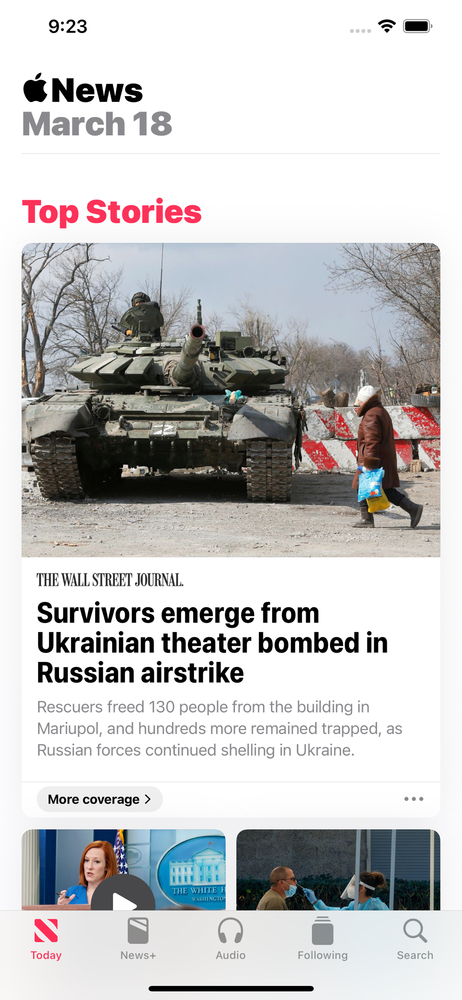 9:23
News
March 18
Top Stories
Z
THE WALL STREET JOURNAL.
Survivors emerge from
Ukrainian theater bombed in
Russian airstrike
Rescuers freed 130 people from the building in
Mariupol, and hundreds more remained trapped, as
Russian forces continued shelling in Ukraine.
More coverage
THE WHITE
WASHINGTON
Today
News+
Audio
Following
Search